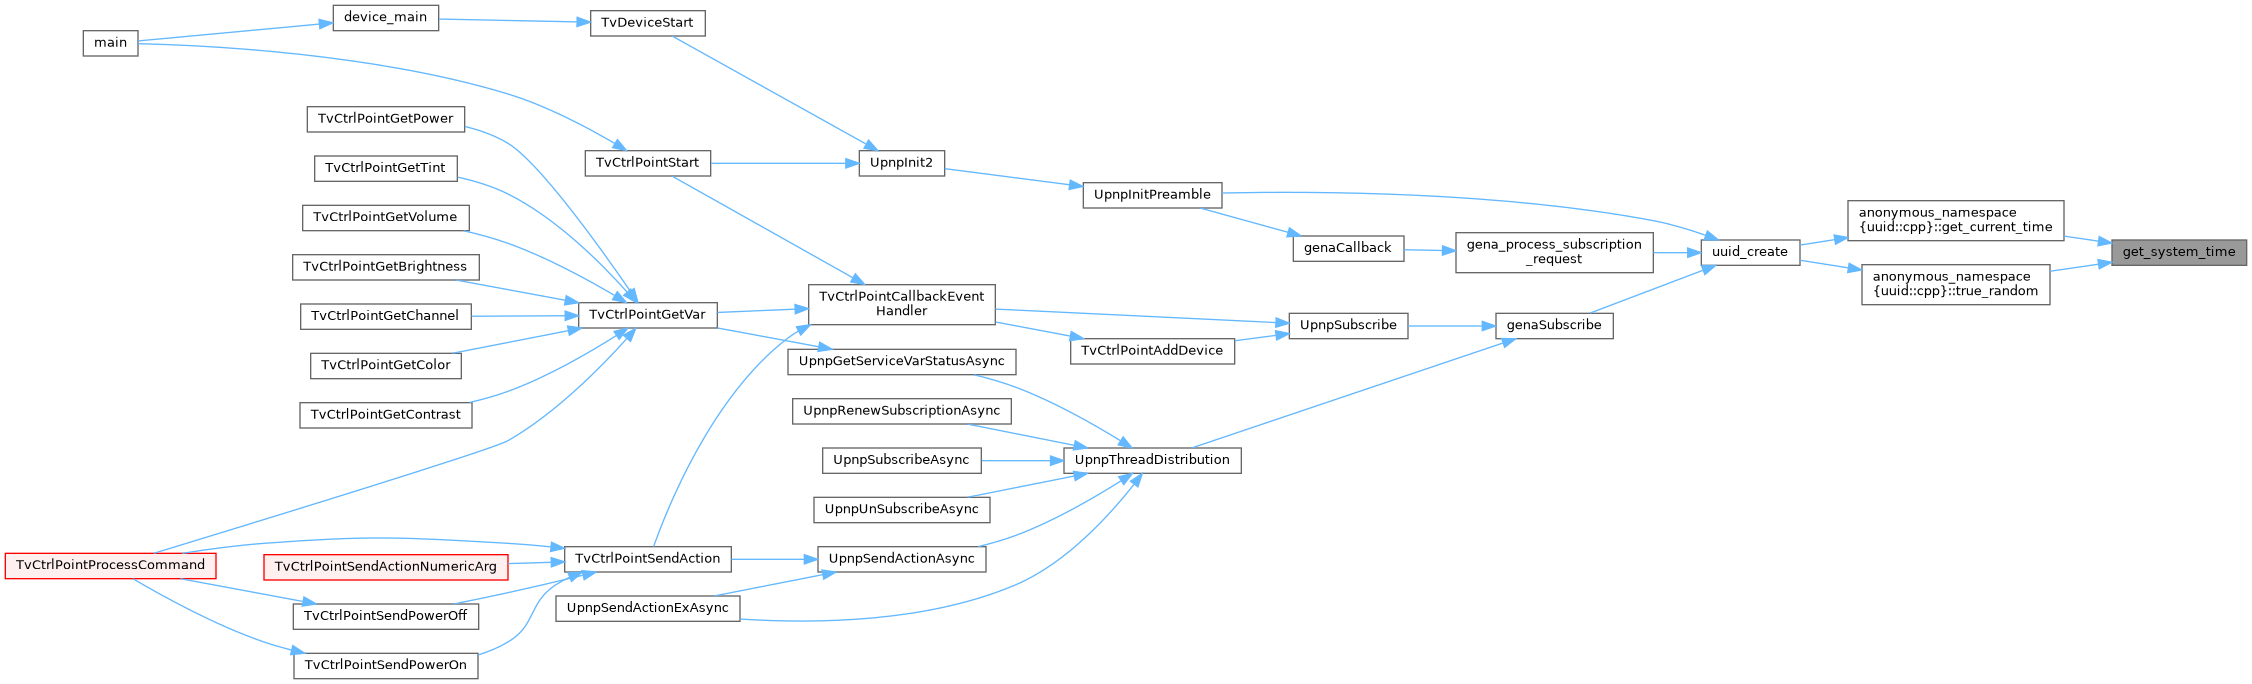 device_main
TvDeviceStart
main
TvCtrlPointGetPower
TvCtrlPointStart
UpnpInit2
TvCtrlPointGetTint
UpnpInitPreamble
TvCtrlPointGetVolume
anonymous_namespace
{uuid::cpp}::get_current_time
genaCallback
gena_process_subscription
_request
uuid_create
get_system_time
TvCtrlPointGetBrightness
anonymous_namespace
{uuid::cpp}::true_random
TvCtrlPointCallbackEvent
Handler
TvCtrlPointGetChannel
TvCtrlPointGetVar
UpnpSubscribe
genaSubscribe
TvCtrlPointAddDevice
UpnpGetServiceVarStatusAsync
TvCtrlPointGetColor
UpnpRenewSubscriptionAsync
TvCtrlPointGetContrast
UpnpSubscribeAsync
UpnpThreadDistribution
UpnpUnSubscribeAsync
TvCtrlPointProcessCommand
TvCtrlPointSendActionNumericArg
TvCtrlPointSendAction
UpnpSendActionAsync
TvCtrlPointSendPowerOff
UpnpSendActionExAsync
TvCtrlPointSendPowerOn